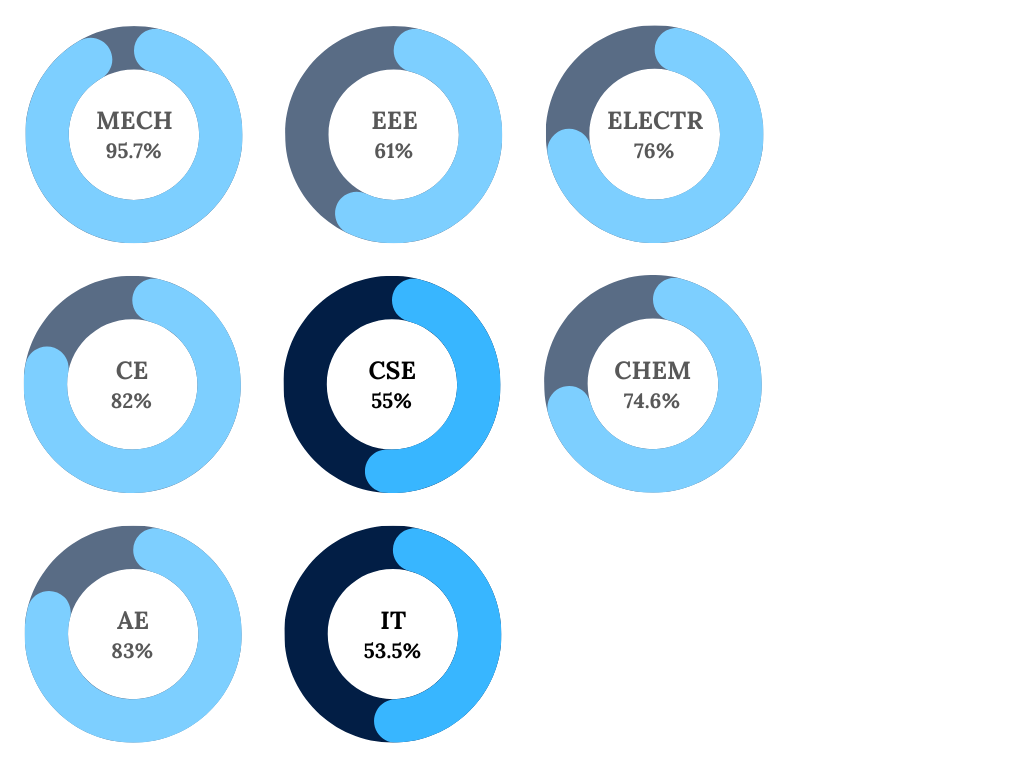 MECH
95.7%
EEE
61%
ELECTR
76%
CE
82%
CSE
55%
CHEM
74.6%
AE
83%
IT
53.5%